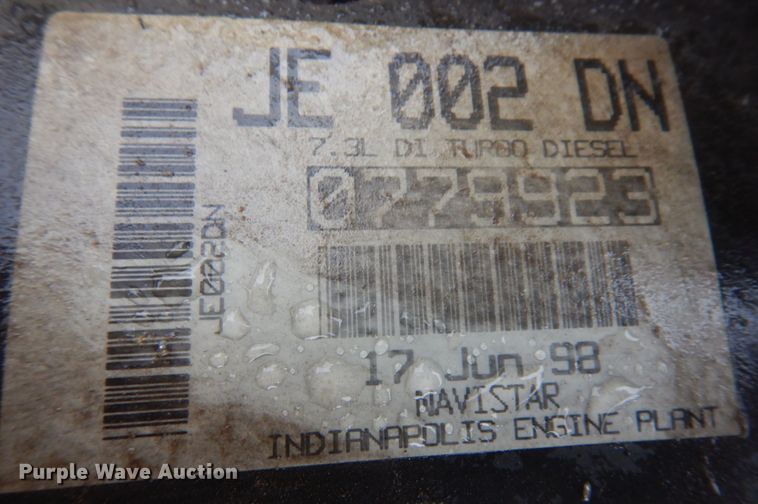 JE 002 DN
7.3L DI TURBO DIESEL
0779923
JE002DN
17 Jun 98
NAVISTAR
INDIANAPOLIS ENGINE PLANT
Purple Wave Auction